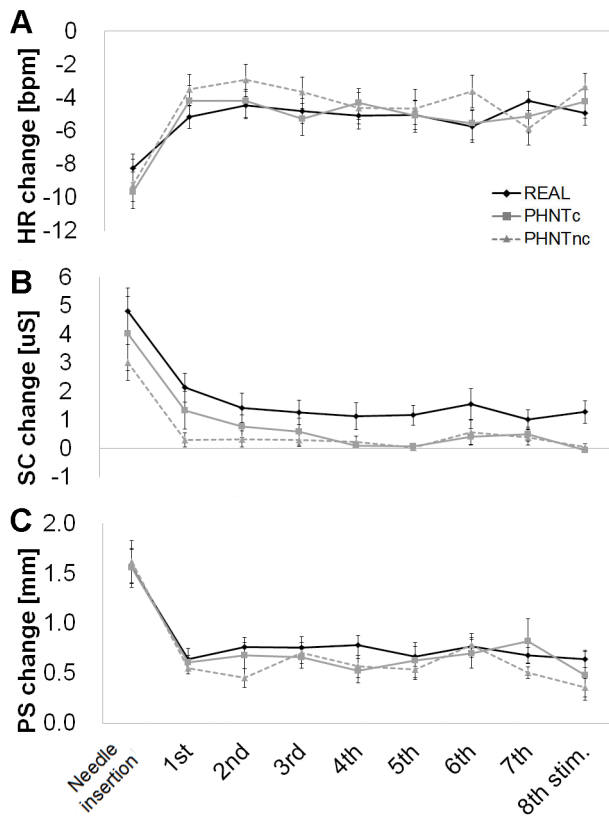 A
HR change [bpm]
0
-2
-4
-6
-8
-10
-12
REAL
PHNTc
PHNTnc
B
SC change [uS]
6
5
4
3
2
1
0
-1
C
PS change [mm]
2.0
1.5
1.0
0.5
0.0
Needle
insertion
1st
2nd
3rd
4th
5th
6th
7th
8th stim.